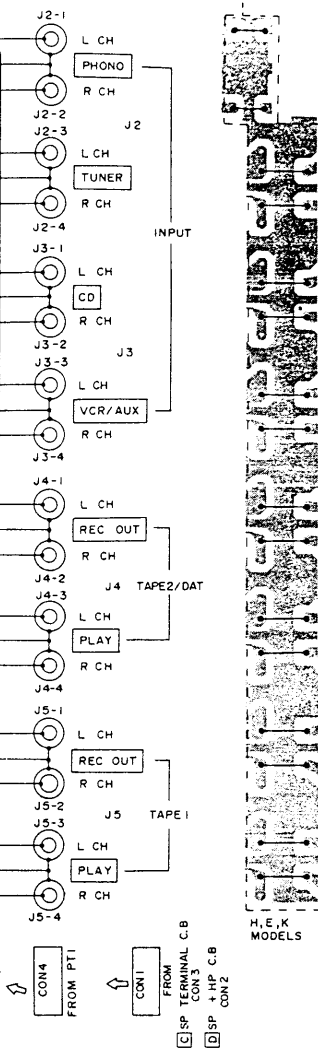 J2-1
L CH
PHONO
R CH
J2-2
J2-3
J2
L CH
TUNER
R CH
J2-4
INPUT
J3-1
L CH
CD
R CH
J3-2
J3
J3-3
L CH
VCR/AUX
R CH
J3-4
J4-1
L CH
REC OUT
R CH
J4-2
J4 TAPE2/DAT
J4-3
L CH
PLAY
R CH
J4-4
J5-1
L CH
REC OUT
R CH
J5-2
J5 TAPE1
J5-3
L CH
PLAY
R CH
J5-4
H,E,K
MODELS
CON4
FROM PT1
CON1
FROM
C SP TERMINAL C.B
CON3
D SP + HP C.B
CON2